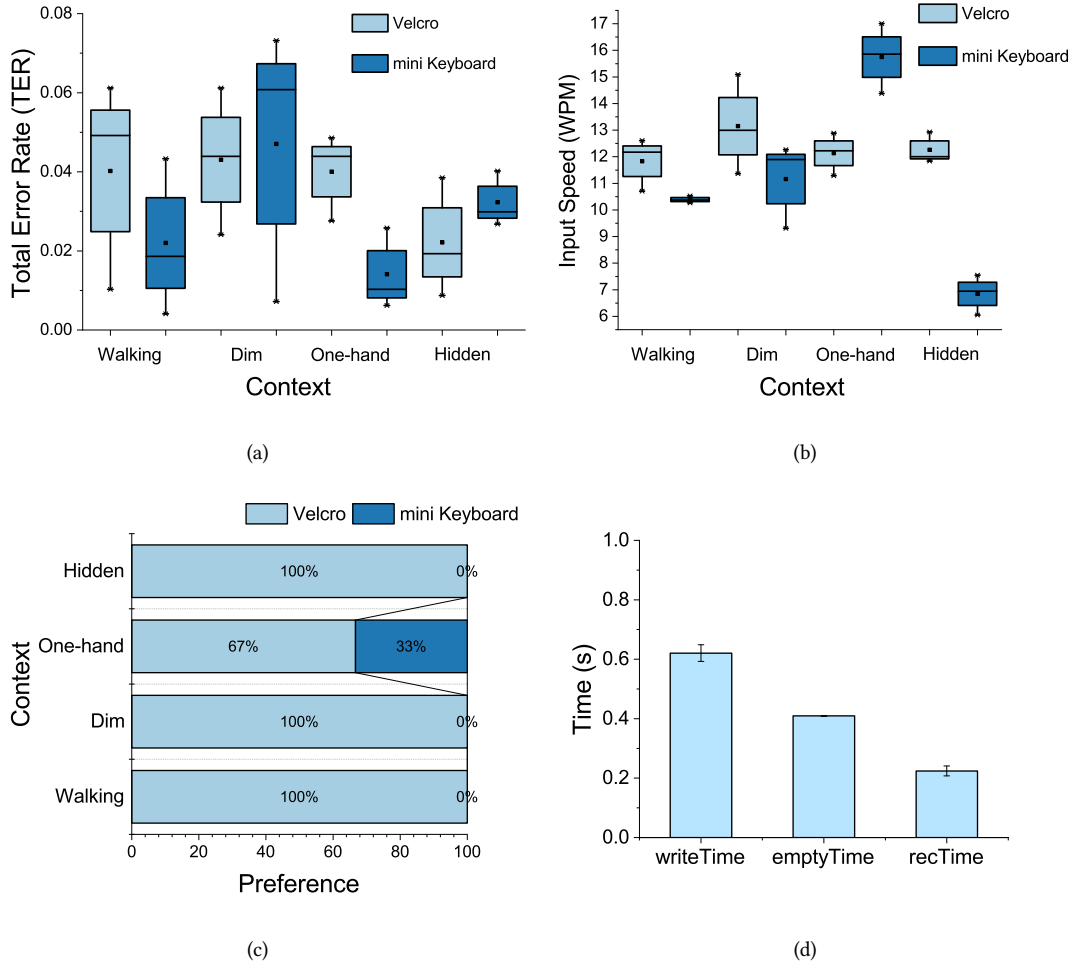 Velcro
mini Keyboard
Total Error Rate (TER)
0.08
0.06
0.04
0.02
0.00
Walking Dim One-hand Hidden
Context
(a)
Velcro
mini Keyboard
Input Speed (WPM)
17
16
15
14
13
12
11
10
9
8
7
6
Walking Dim One-hand Hidden
Context
(b)
Velcro mini Keyboard
Context
Hidden 100% 0%
One-hand 67% 33%
Dim 100% 0%
Walking 100% 0%
0 20 40 60 80 100
Preference
(c)
Time (s)
1.0
0.8
0.6
0.4
0.2
0.0
writeTime emptyTime recTime
(d)